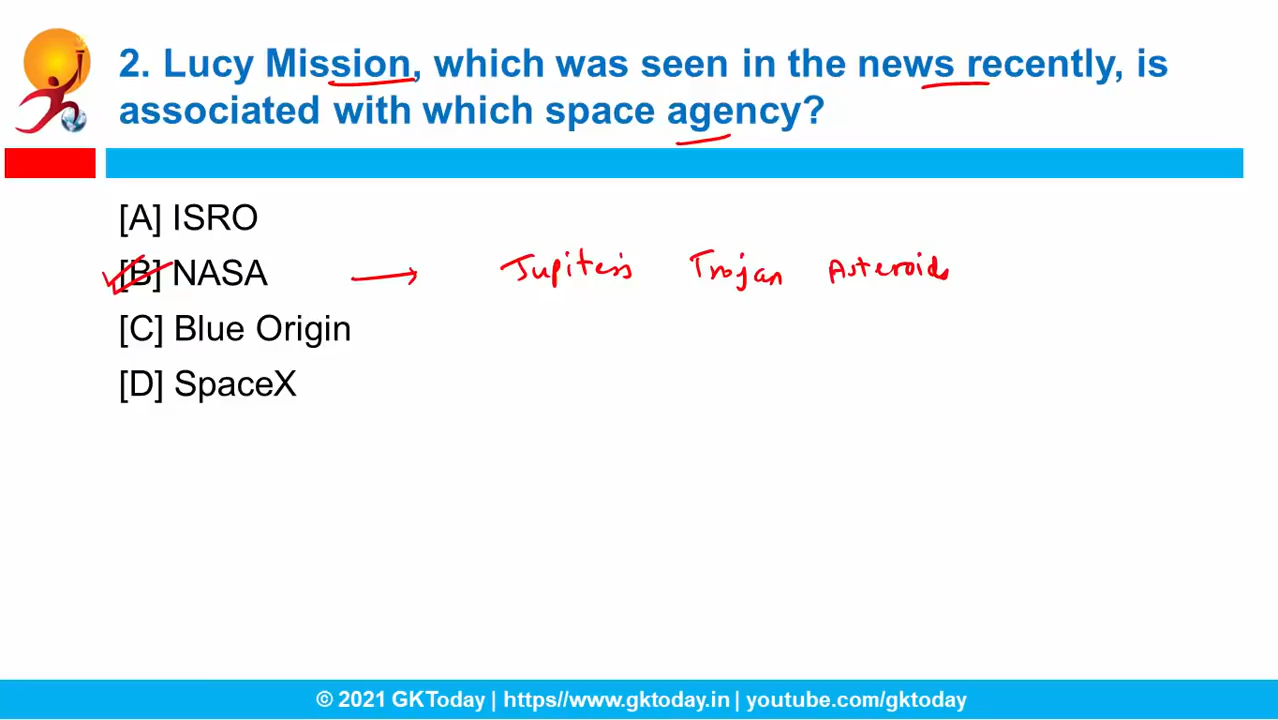 2. Lucy Mission, which was seen in the news recently, is
associated with which space agency?
[A] ISRO
[B] NASA → Jupiter's Trojan Asteroids
[C] Blue Origin
[D] SpaceX
© 2021 GKToday | https//www.gktoday.in | youtube.com/gktoday